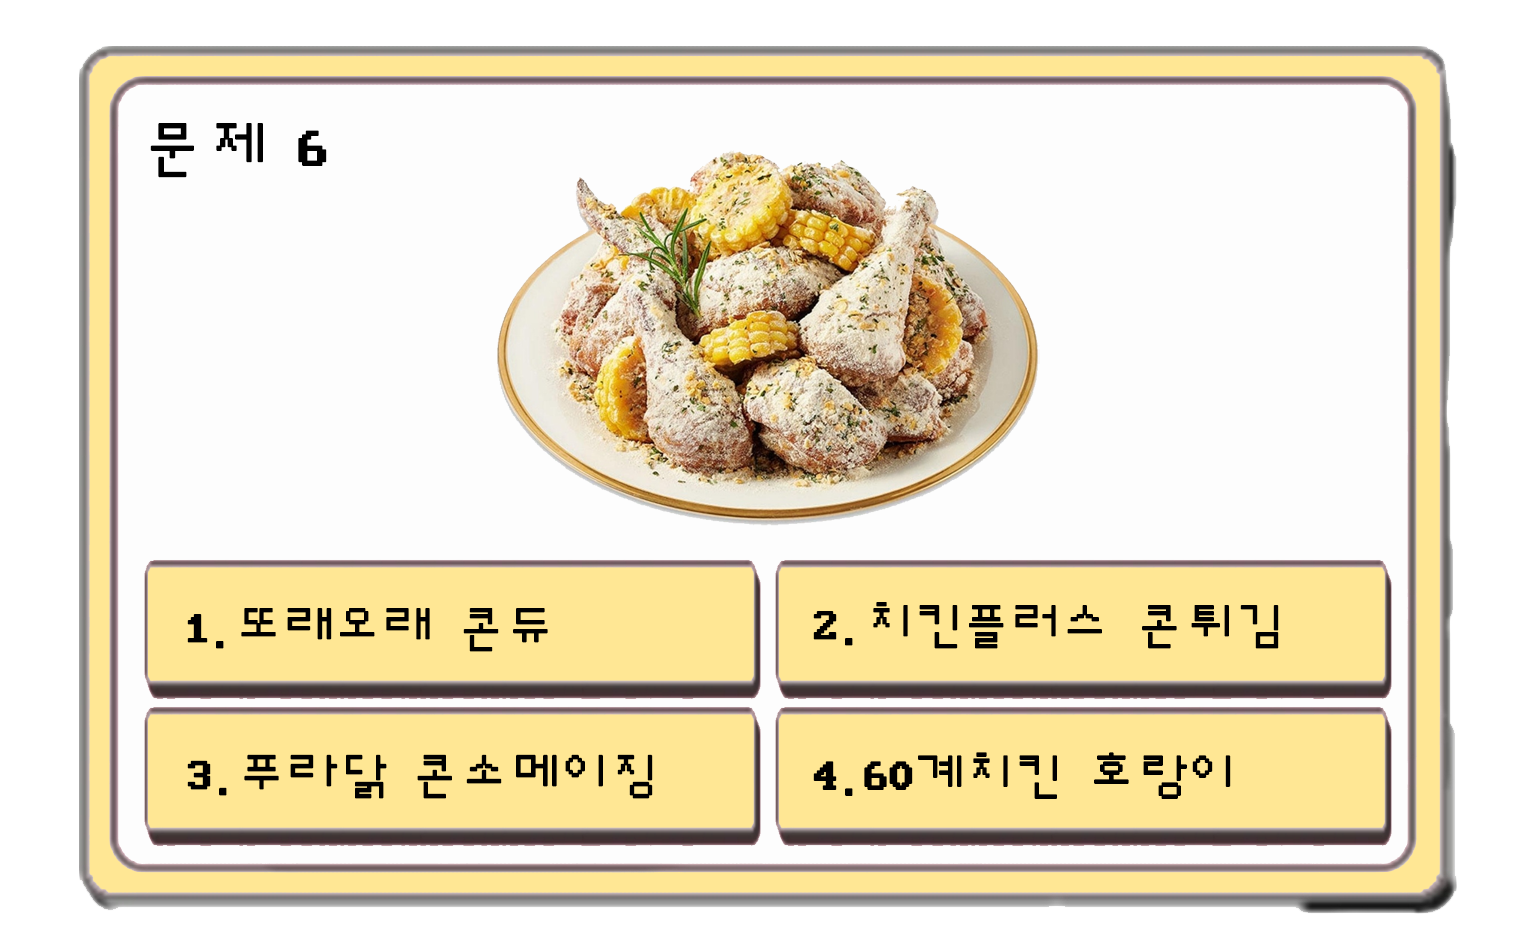 문제 6
1. 또래오래 콘듀
2. 치킨플러스 콘튀김
3. 푸라닭 콘소메이징
4. 60계치킨 호랑이